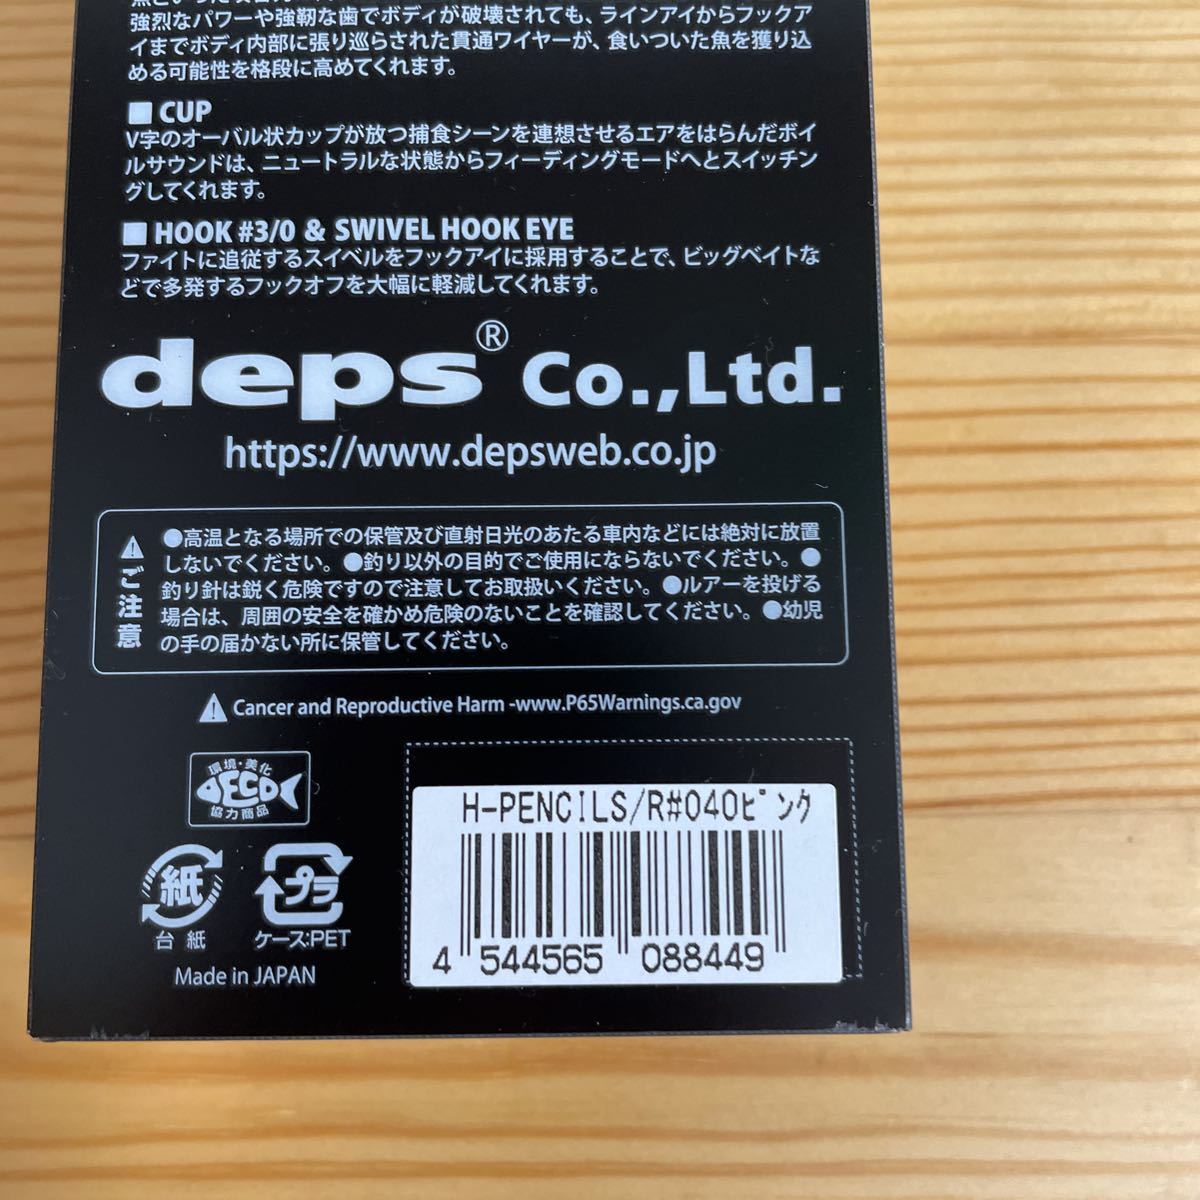 強烈なパワーや強靭な歯でボディが破壊されても、ラインアイからフックア
イまでボディ内部に張り巡らされた貫通ワイヤーが、食いついた魚を獲り込
める可能性を格段に高めてくれます。
■ CUP
V字のオーバル状カップが放つ捕食シーンを連想させるエアをはらんだボイ
ルサウンドは、ニュートラルな状態からフィーディングモードへとスイッチン
グしてくれます。
■ HOOK #3/0 & SWIVEL HOOK EYE
ファイトに追従するスイベルをフックアイに採用することで、ビッグベイトな
どで多発するフックオフを大幅に軽減してくれます。
deps® Co.,Ltd.
https://www.depsweb.co.jp
⚠ご注意
●高温となる場所での保管及び直射日光のあたる車内などには絶対に放置
しないでください。●釣り以外の目的でご使用にならないでください。●
釣り針は鋭く危険ですので注意してお取扱いください。●ルアーを投げる
場合は、周囲の安全を確かめ危険のないことを確認してください。●幼児
の手の届かない所に保管してください。
⚠ Cancer and Reproductive Harm -www.P65Warnings.ca.gov
環境・美化
DECO
協力商品
紙
台紙
プラ
ケース:PET
Made in JAPAN
H-PENCILS/R#040ﾋﾟﾝｸ
4 544565 088449